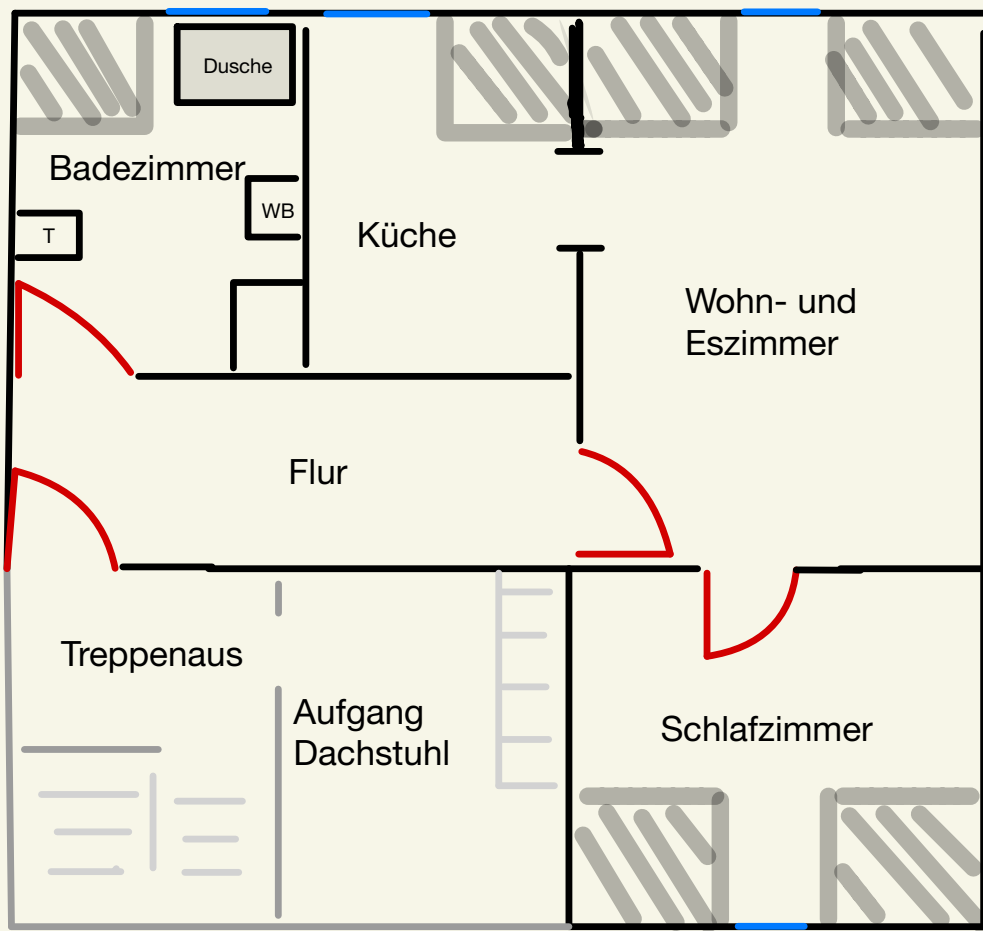 Dusche
Badezimmer
WB
T
Küche
Wohn- und
Eszimmer
Flur
Treppenaus
Aufgang
Dachstuhl
Schlafzimmer